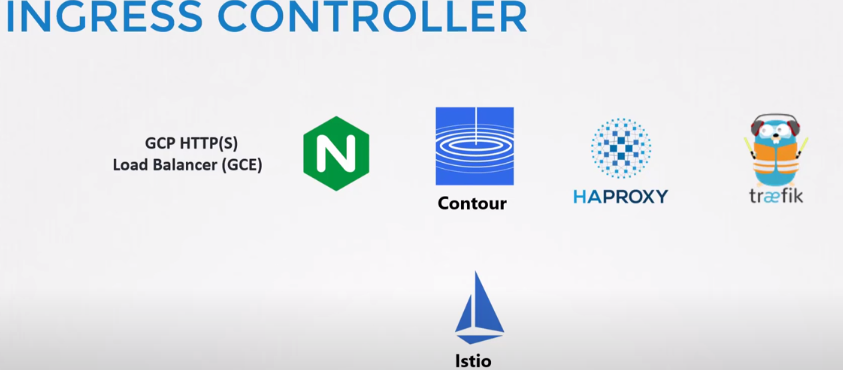 INGRESS CONTROLLER
GCP HTTP(S)
Load Balancer (GCE)
N
Contour
HAPROXY
træfik
Istio